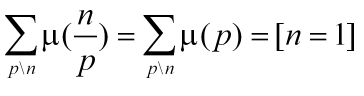 ∑_{p\n} μ(n/p) = ∑_{p\n} μ(p) = [n = 1]